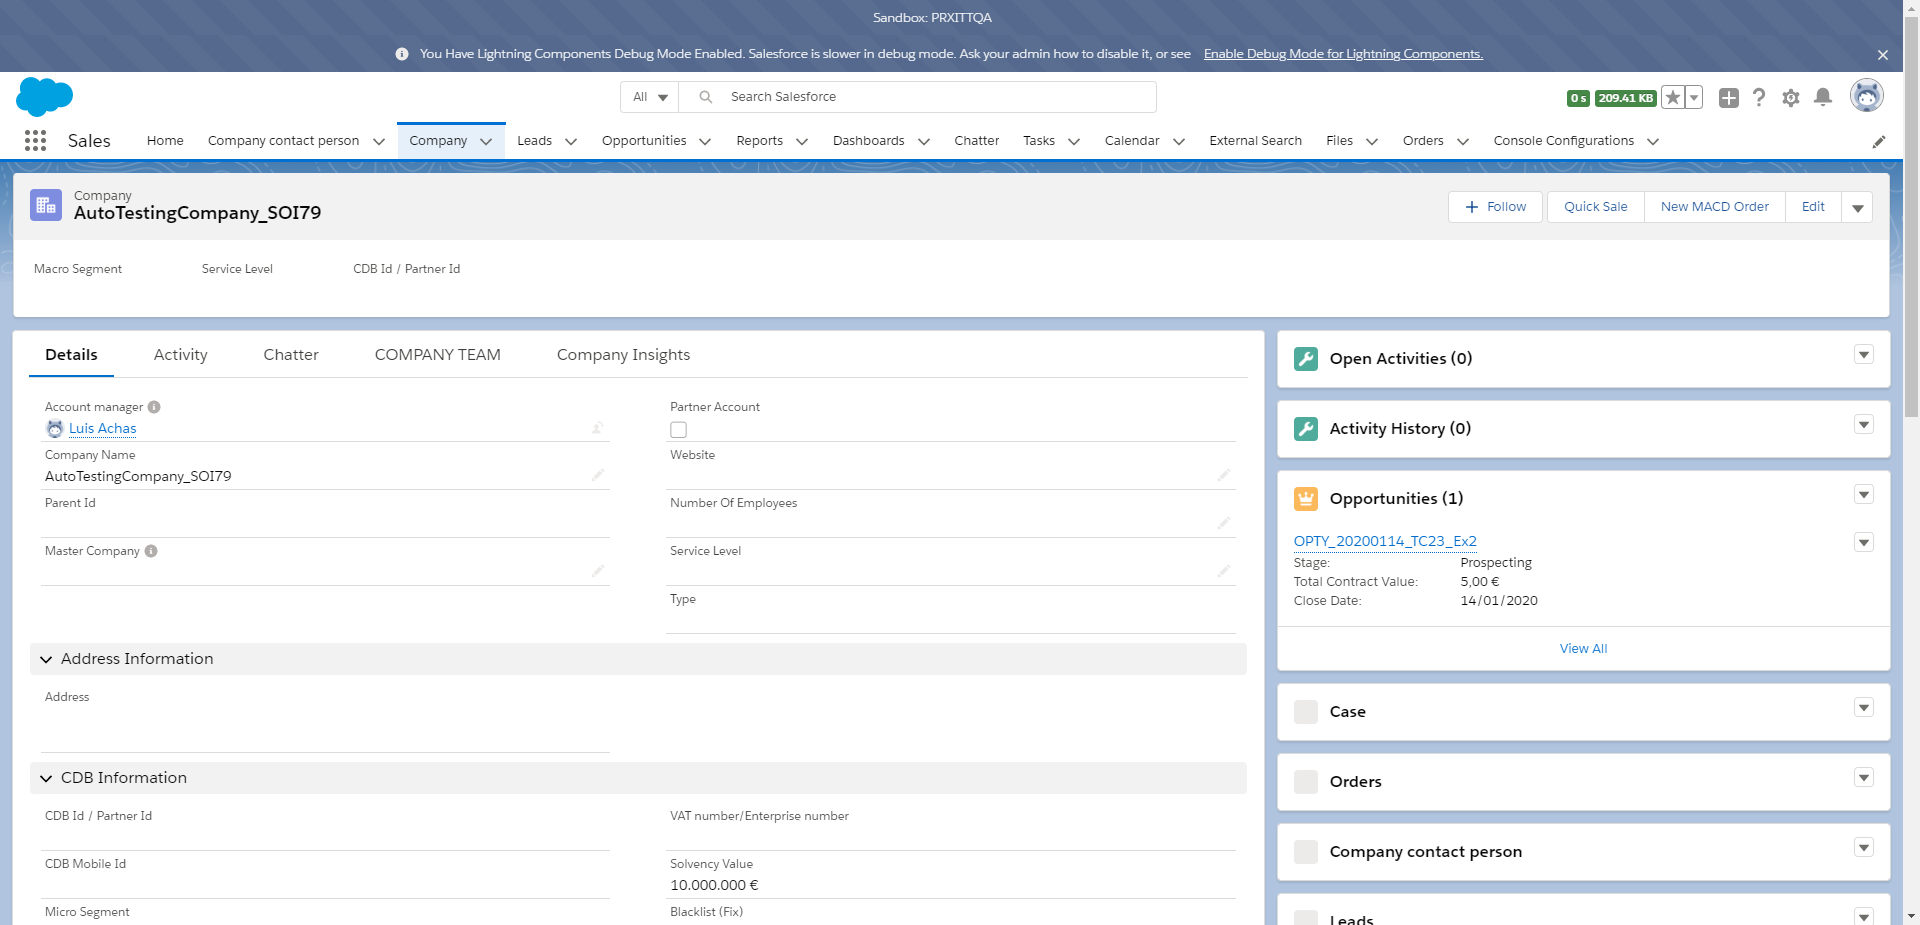 Sandbox: PRXITTQA
You Have Lightning Components Debug Mode Enabled. Salesforce is slower in debug mode. Ask your admin how to disable it, or see Enable Debug Mode for Lightning Components.
All Search Salesforce 0 s 209.41 KB
Sales Home Company contact person Company Leads Opportunities Reports Dashboards Chatter Tasks Calendar External Search Files Orders Console Configurations
Company
AutoTestingCompany_SOI79
Follow Quick Sale New MACD Order Edit
Macro Segment Service Level CDB Id / Partner Id
Details Activity Chatter COMPANY TEAM Company Insights
Account manager Partner Account
Luis Achas
Company Name Website
AutoTestingCompany_SOI79
Parent Id Number Of Employees
Master Company Service Level
Type
Address Information
Address
CDB Information
CDB Id / Partner Id VAT number/Enterprise number
CDB Mobile Id Solvency Value
10.000.000 €
Micro Segment Blacklist (Fix)
Open Activities (0)
Activity History (0)
Opportunities (1)
OPTY_20200114_TC23_Ex2
Stage: Prospecting
Total Contract Value: 5,00 €
Close Date: 14/01/2020
View All
Case
Orders
Company contact person
Leads